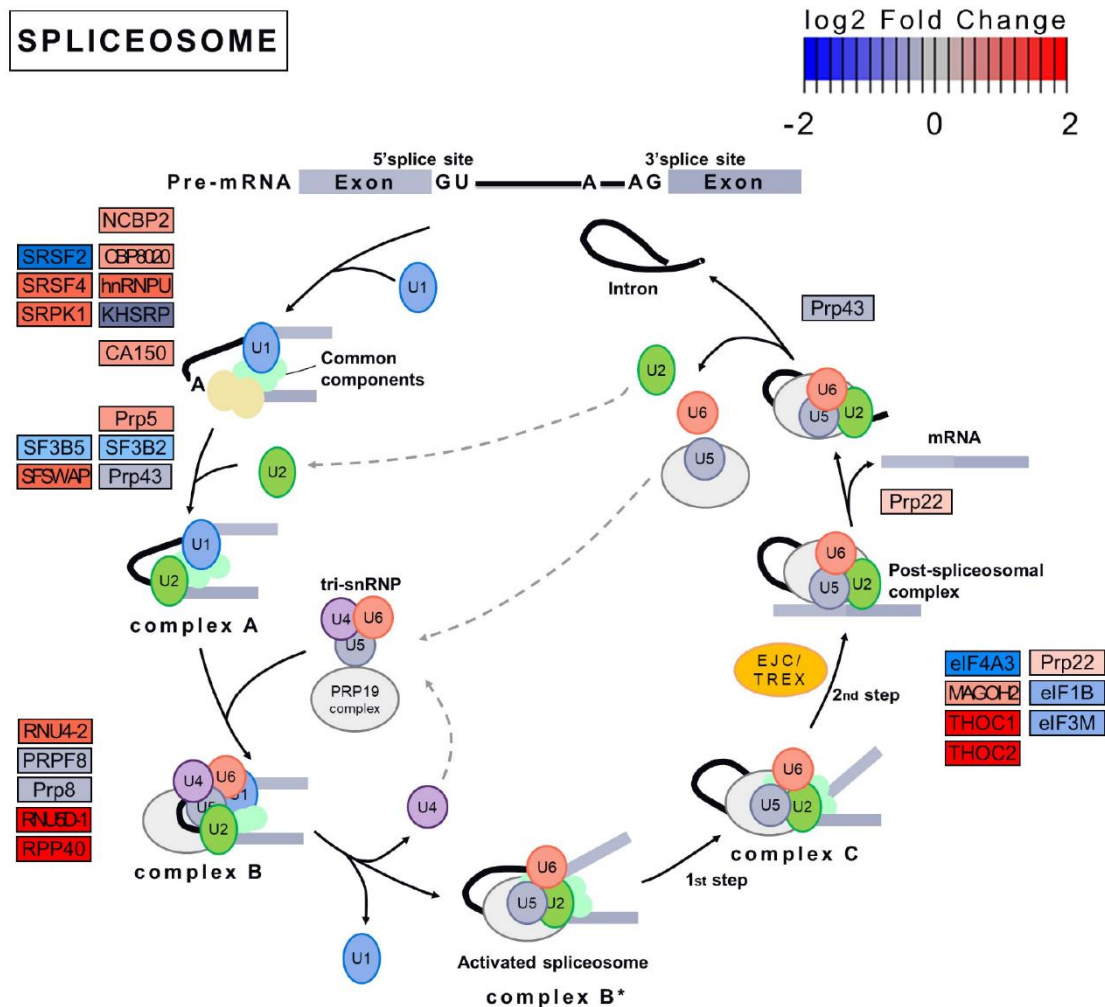 SPLICEOSOME
log2 Fold Change
-2 0 2
5'splice site
3'splice site
Pre-mRNA Exon GU A AG Exon
NCBP2
SRSF2 CBP8020
SRSF4 hnRNPU
SRPK1 KHSRP
CA150
U1
U1
A
Common
components
Intron
Prp43
U2
U6
U5
U6
U5 U2
mRNA
Prp22
Prp5
SF3B5 SF3B2
SFSWAP Prp43
U2
U1
U2
complex A
tri-snRNP
U4 U6
U5
PRP19
complex
U6
U5 U2
Post-spliceosomal
complex
EJC/
TREX
2nd step
eIF4A3 Prp22
MAGOH2 eIF1B
THOC1 eIF3M
THOC2
RNU4-2
PRPF8
Prp8
RNU5D-1
RPP40
U4 U6
U5 U1
U2
complex B
U4
U1
U6
U5 U2
Activated spliceosome
complex B*
1st step
U6
U5 U2
complex C